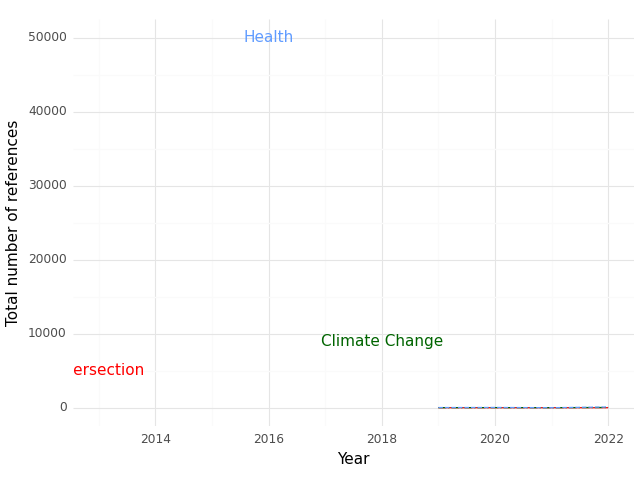 50000
Health
40000
30000
20000
10000
Climate Change
ersection
0
2014
2016
2018
2020
2022
Year
Total number of references